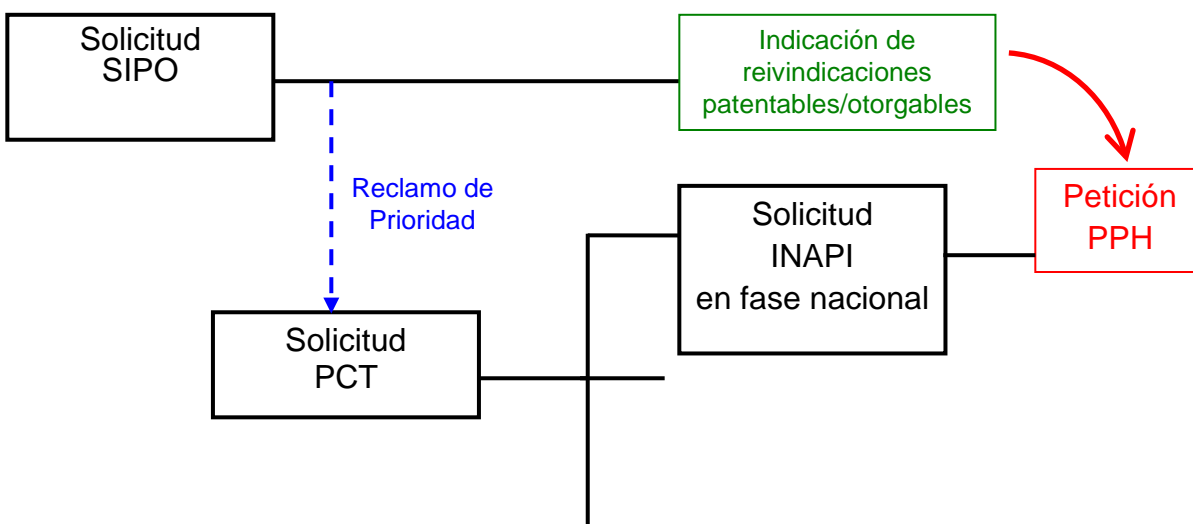 Solicitud
SIPO
Indicación de
reivindicaciones
patentables/otorgables
Reclamo de
Prioridad
Petición
PPH
Solicitud
INAPI
en fase nacional
Solicitud
PCT